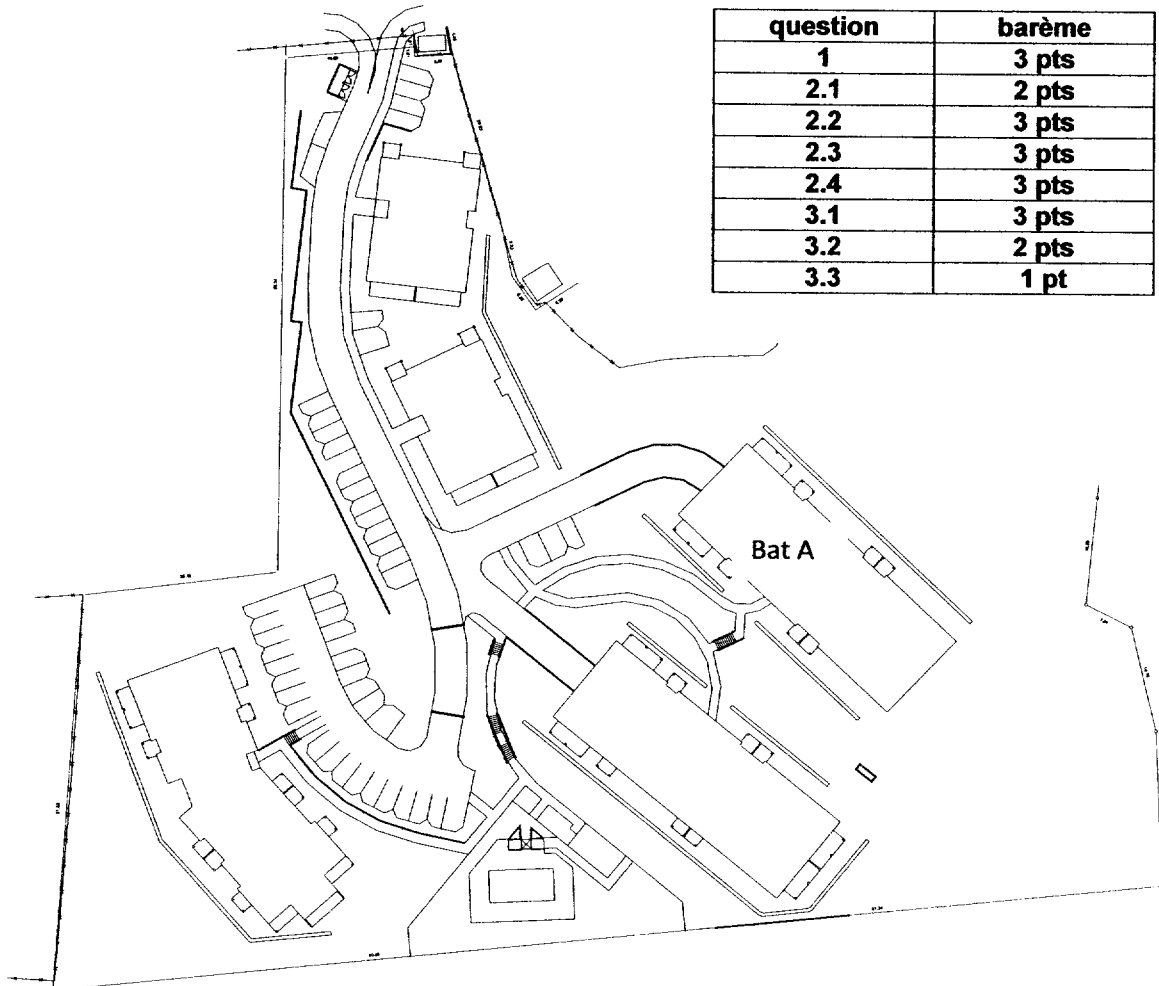 question barème
1 3 pts
2.1 2 pts
2.2 3 pts
2.3 3 pts
2.4 3 pts
3.1 3 pts
3.2 2 pts
3.3 1 pt
Bat A